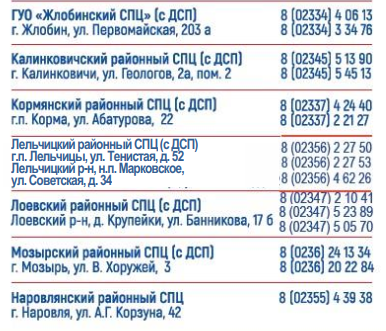 ГУО «Жлобинский СПЦ» (с ДСП) 8 (02334) 4 06 13
г. Жлобин, ул. Первомайская, 203 а 8 (02334) 3 34 76
Калинковичский районный СПЦ (с ДСП) 8 (02345) 5 13 90
г. Калинковичи, ул. Геологов, 2а, пом. 2 8 (02345) 5 45 13
Кормянский районный СПЦ (с ДСП) 8 (02337) 4 24 40
г.п. Корма, ул. Абатурова, 22 8 (02337) 2 21 27
Лельчицкий районный СПЦ (с ДСП) 8 (02356) 2 27 50
г.п. Лельчицы, ул. Тенистая, д. 52 8 (02356) 2 27 53
Лельчицкий р-н, н.п. Марковское,
ул. Советская, д. 34 8 (02356) 4 62 26
Лоевский районный СПЦ (с ДСП) 8 (02347) 2 10 41
Лоевский р-н, д. Крупейки, ул. Банникова, 17 б 8 (02347) 5 23 89
8 (02347) 5 05 70
Мозырский районный СПЦ (с ДСП) 8 (0236) 24 13 34
г. Мозырь, ул. В. Хоружей, 3 8 (0236) 20 22 84
Наровлянский районный СПЦ 8 (02355) 4 39 38
г. Наровля, ул. А.Г. Корзуна, 42